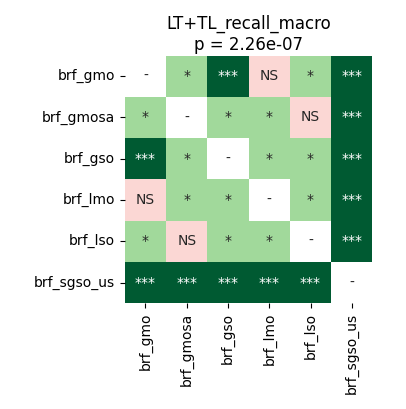 LT+TL_recall_macro
p = 2.26e-07
brf_gmo - * *** NS * ***
brf_gmosa * - * * NS ***
brf_gso *** * - * * ***
brf_lmo NS * * - * ***
brf_lso * NS * * - ***
brf_sgso_us *** *** *** *** *** -
brf_gmo
brf_gmosa
brf_gso
brf_lmo
brf_lso
brf_sgso_us